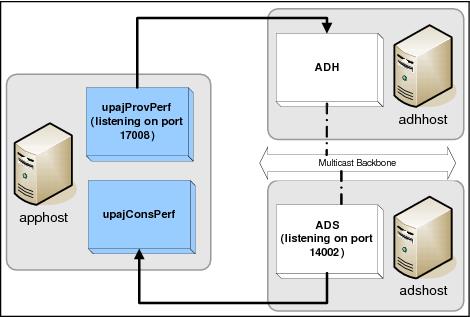 upajProvPerf
(listening on port
17008)
apphost
upajConsPerf
ADH
adhhost
Multicast Backbone
ADS
(listening on port
14002)
adshost